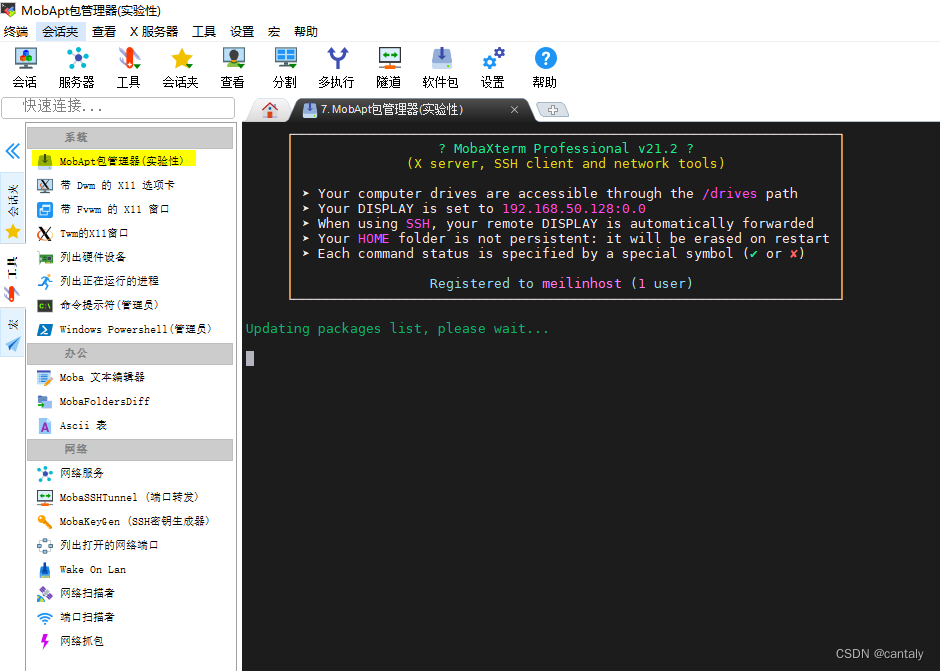 MobApt包管理器(实验性)
终端 会话夹 查看 X 服务器 工具 设置 宏 帮助
会话 服务器 工具 会话夹 查看 分割 多执行 隧道 软件包 设置 帮助
快速连接...
7. MobApt包管理器(实验性)
会话夹
工具
宏
系统
MobApt包管理器(实验性)
带 Dwm 的 X11 选项卡
带 Fvwm 的 X11 窗口
Twm的X11窗口
列出硬件设备
列出正在运行的进程
命令提示符(管理员)
Windows Powershell(管理员)
办公
Moba 文本编辑器
MobaFoldersDiff
Ascii 表
网络
网络服务
MobaSSHTunnel (端口转发)
MobaKeyGen (SSH密钥生成器)
列出打开的网络端口
Wake On Lan
网络扫描者
端口扫描者
网络抓包
? MobaXterm Professional v21.2 ?
(X server, SSH client and network tools)
➤ Your computer drives are accessible through the /drives path
➤ Your DISPLAY is set to 192.168.50.128:0.0
➤ When using SSH, your remote DISPLAY is automatically forwarded
➤ Your HOME folder is not persistent: it will be erased on restart
➤ Each command status is specified by a special symbol (✔ or ✘)
Registered to meilinhost (1 user)
Updating packages list, please wait...
CSDN @cantaly